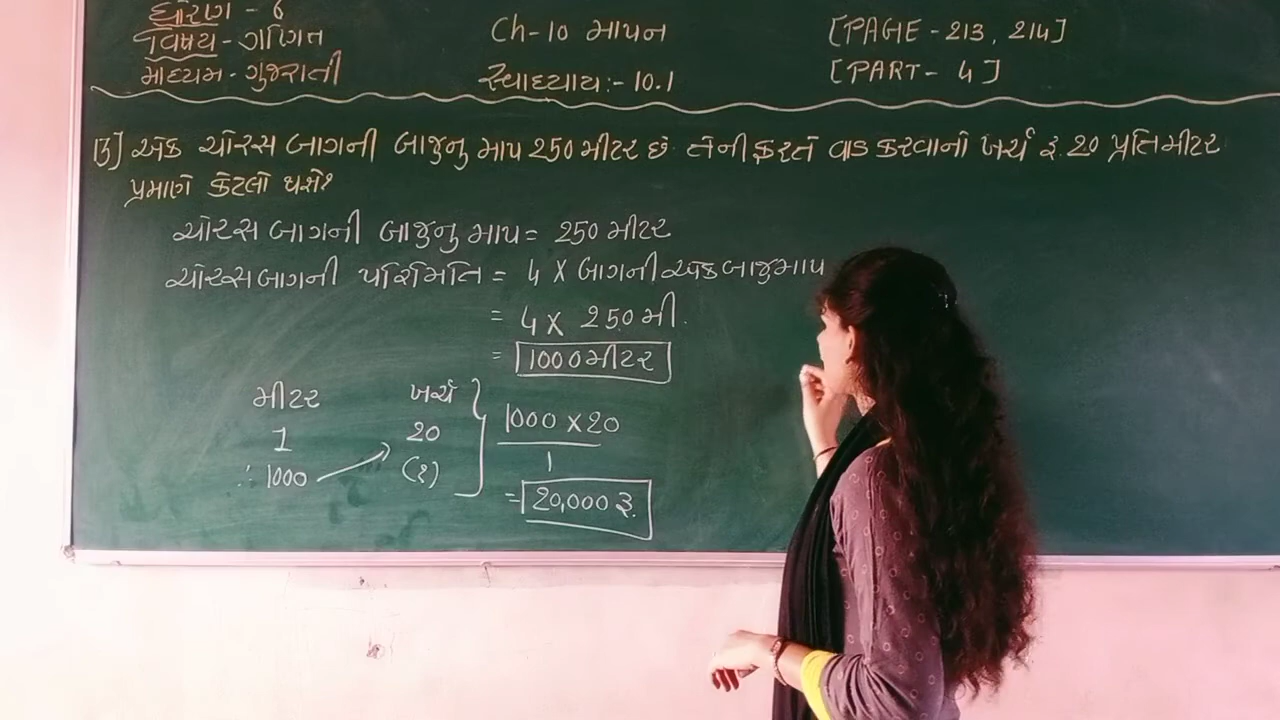 ધોરણ - 6
વિષય - ગણિત
માધ્યમ - ગુજરાતી
Ch-10 માપન
સ્વાધ્યાય :- 10.1
[PAGE - 213, 214]
[PART - 4]
એક ચોરસ બાગની બાજુનુ માપ 250 મીટર છે. તેની ફરતે વાડ કરવાનો ખર્ચ રૂ. 20 પ્રતિ મીટર
પ્રમાણે કેટલો થશે?
ચોરસ બાગની બાજુનુ માપ = 250 મીટર
ચોરસ બાગની પરિમિતિ = 4 X બાગની એક બાજુ માપ
= 4 X 250 મી.
= 1000 મીટર
મીટર ખર્ચ
1 20
∴ 1000 (?)
1000 X 20
1
= 20,000 રૂ.